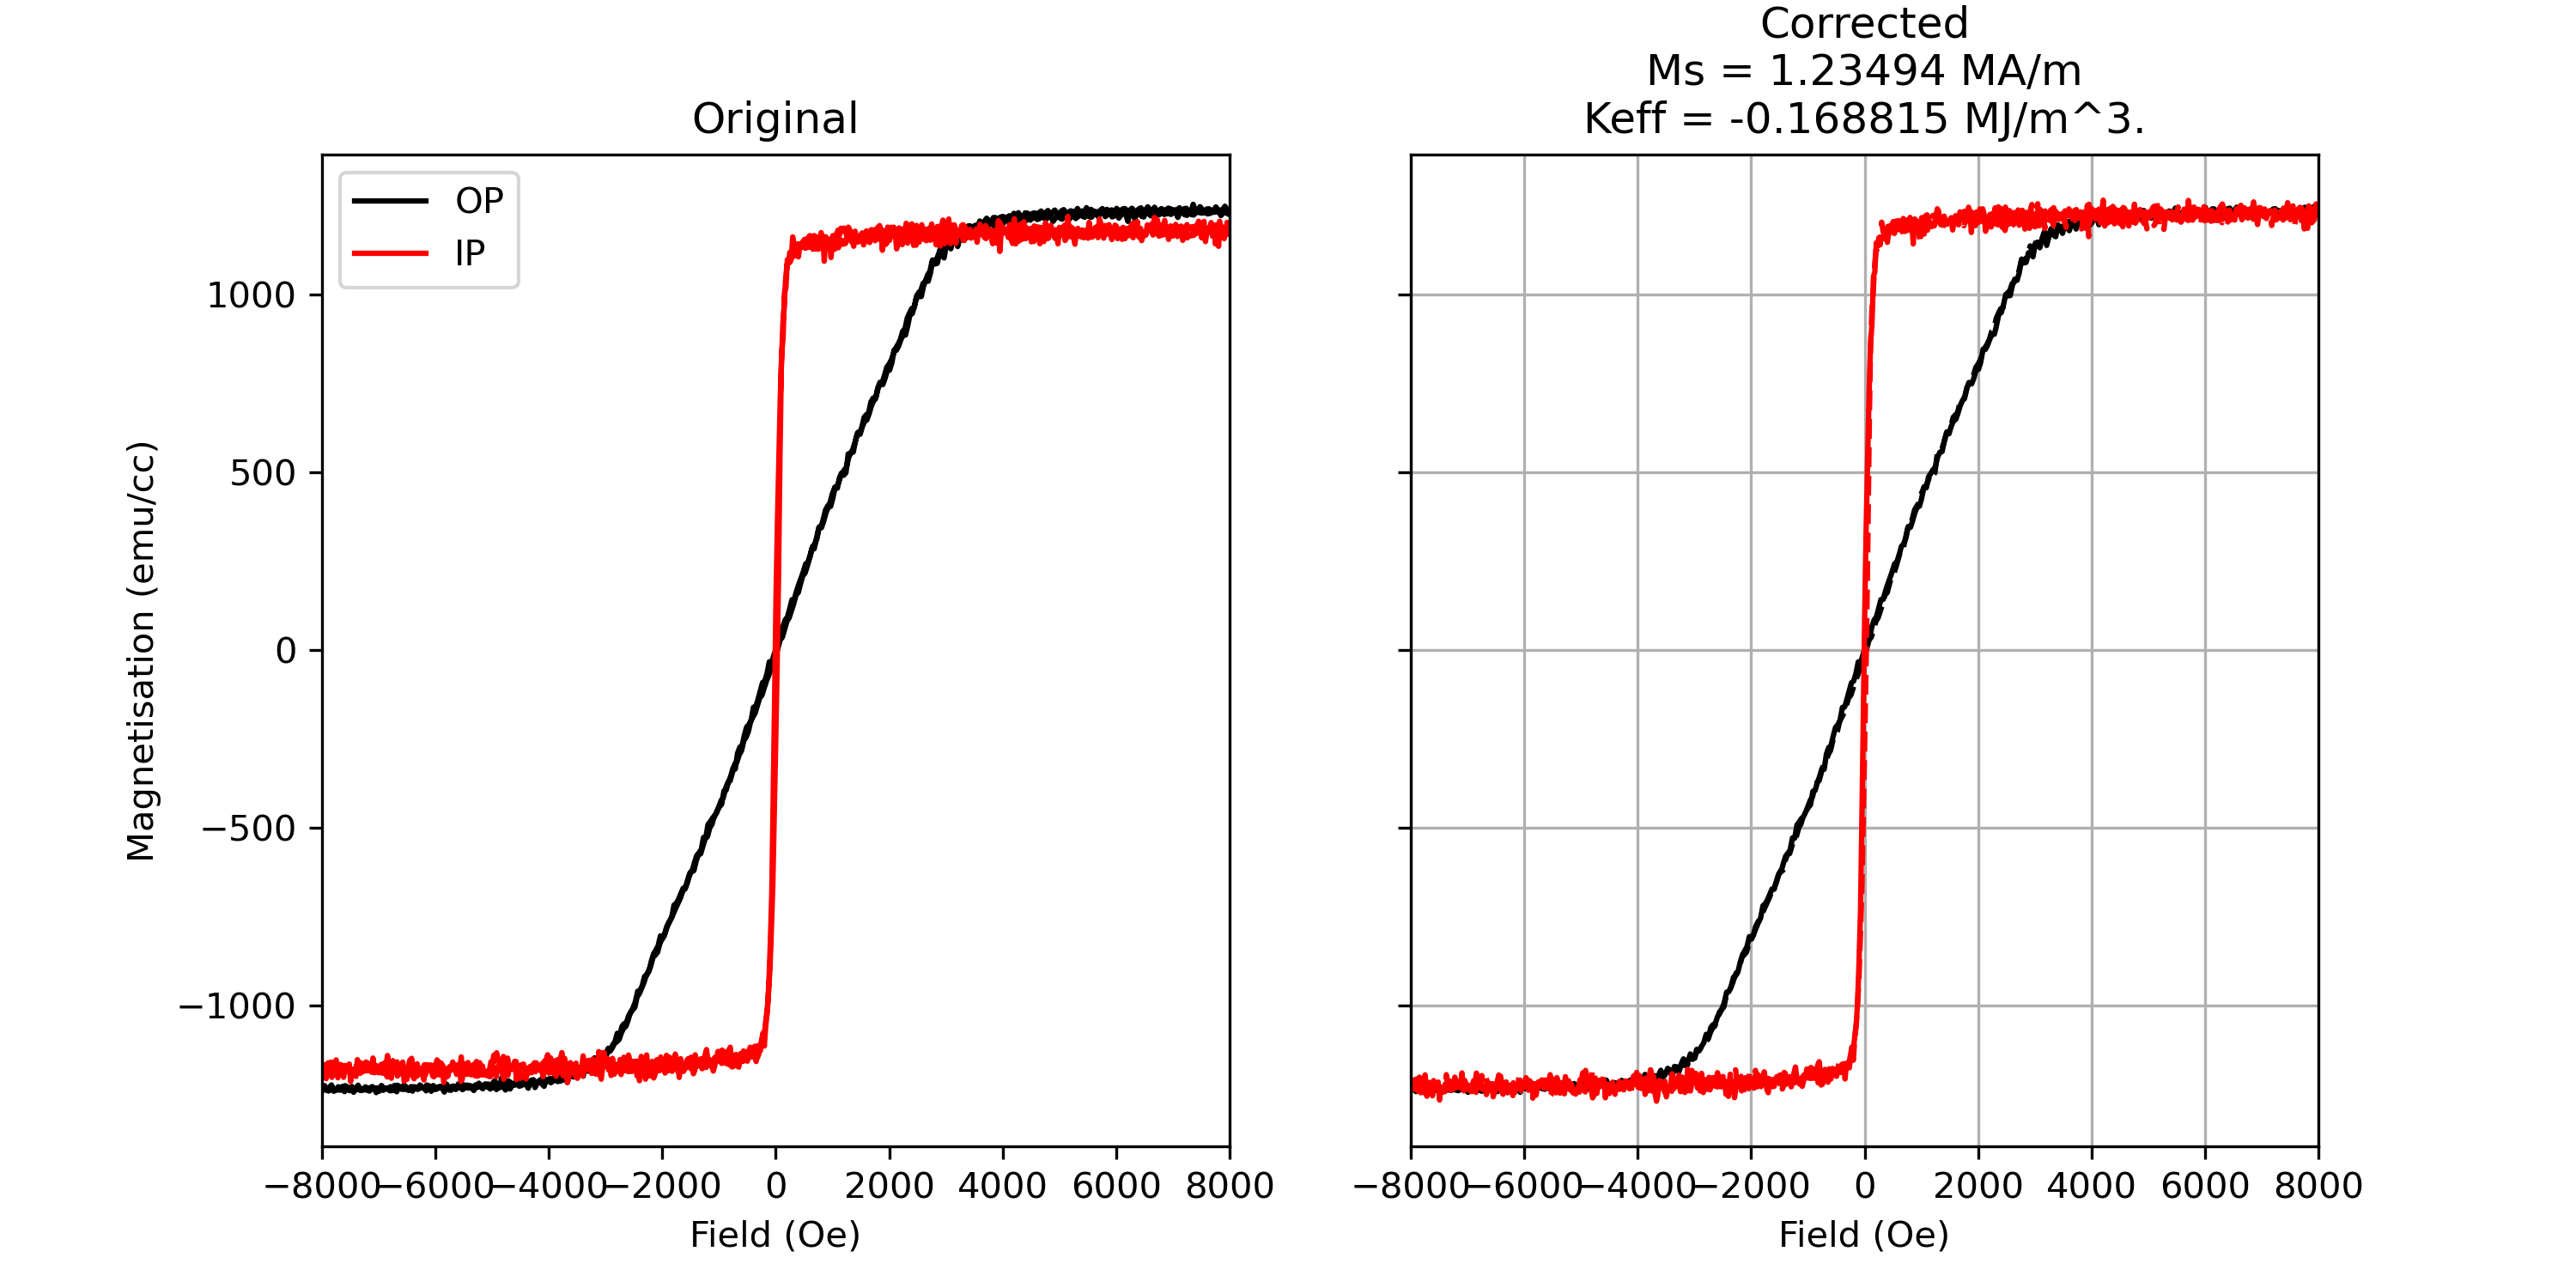 Original
OP
IP
1000
500
0
−500
−1000
Magnetisation (emu/cc)
−8000 −6000 −4000 −2000 0 2000 4000 6000 8000
Field (Oe)
Corrected
Ms = 1.23494 MA/m
Keff = -0.168815 MJ/m^3.
−8000 −6000 −4000 −2000 0 2000 4000 6000 8000
Field (Oe)